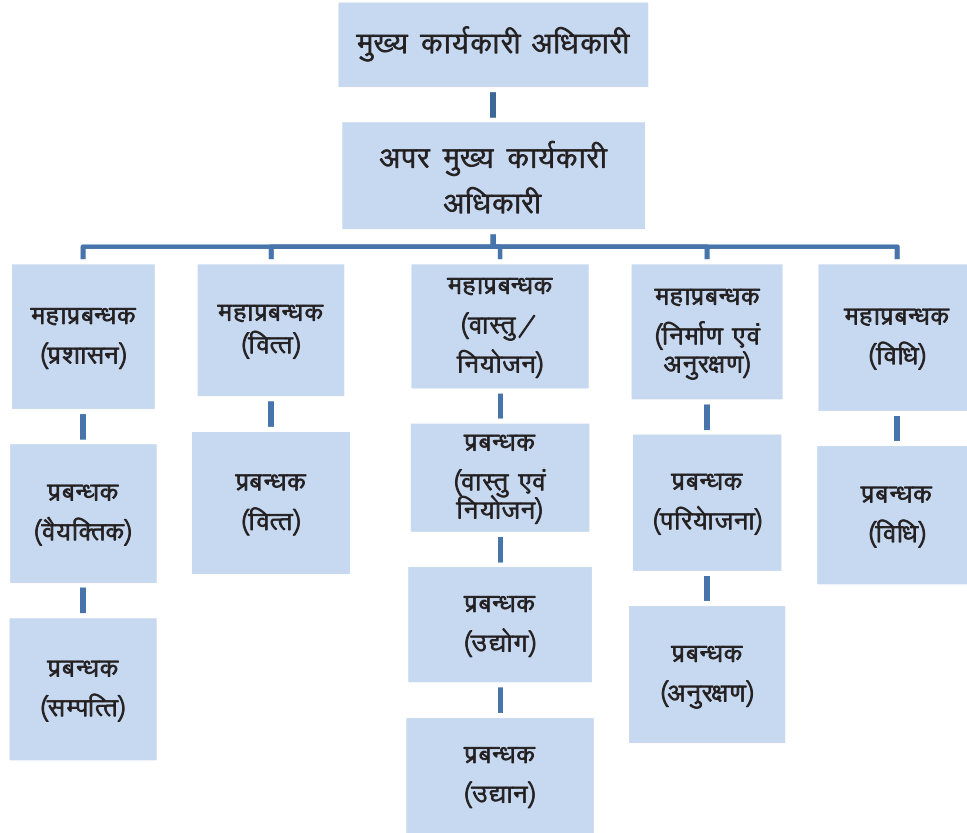 मुख्य कार्यकारी अधिकारी
अपर मुख्य कार्यकारी
अधिकारी
महाप्रबन्धक
(प्रशासन)
प्रबन्धक
(वैयक्तिक)
प्रबन्धक
(सम्पत्ति)
महाप्रबन्धक
(वित्त)
प्रबन्धक
(वित्त)
महाप्रबन्धक
(वास्तु/
नियोजन)
प्रबन्धक
(वास्तु एवं
नियोजन)
प्रबन्धक
(उद्योग)
प्रबन्धक
(उद्यान)
महाप्रबन्धक
(निर्माण एवं
अनुरक्षण)
प्रबन्धक
(परियेाजना)
प्रबन्धक
(अनुरक्षण)
महाप्रबन्धक
(विधि)
प्रबन्धक
(विधि)